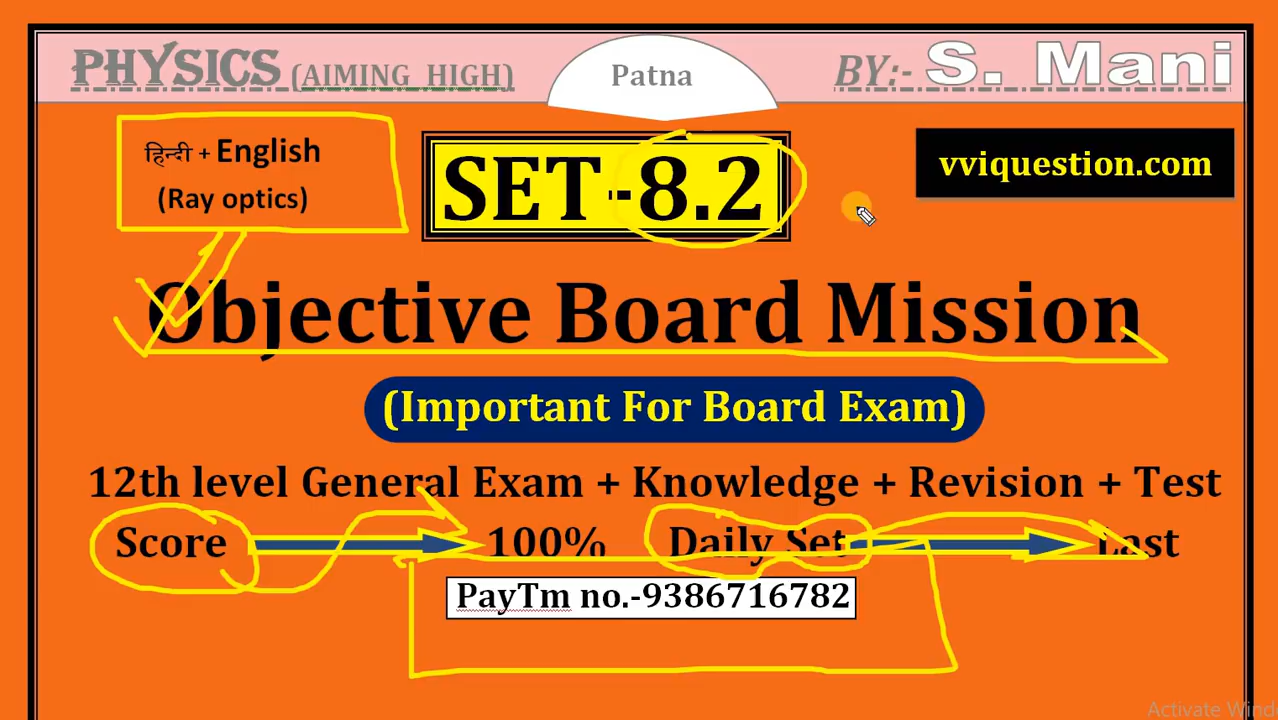 PHYSICS (AIMING HIGH)
Patna
BY:- S. Mani
हिन्दी + English
(Ray optics)
SET -8.2
vviquestion.com
Objective Board Mission
(Important For Board Exam)
12th level General Exam + Knowledge + Revision + Test
Score 100% Daily Set Last
PayTm no.-9386716782
Activate Wind